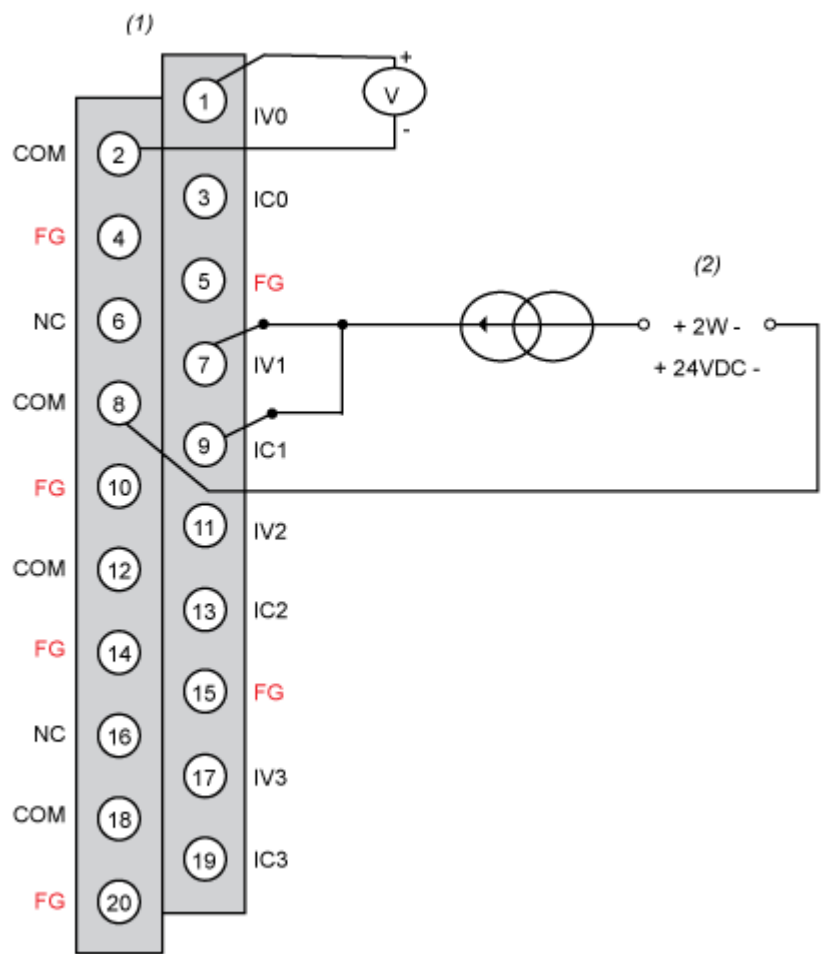 (1)
+
1
V
IV0
-
COM
2
3
IC0
FG
4
5
FG
(2)
NC
6
+ 2W -
7
IV1
+ 24VDC -
COM
8
9
IC1
FG
10
11
IV2
COM
12
13
IC2
FG
14
15
FG
NC
16
17
IV3
COM
18
19
IC3
FG
20